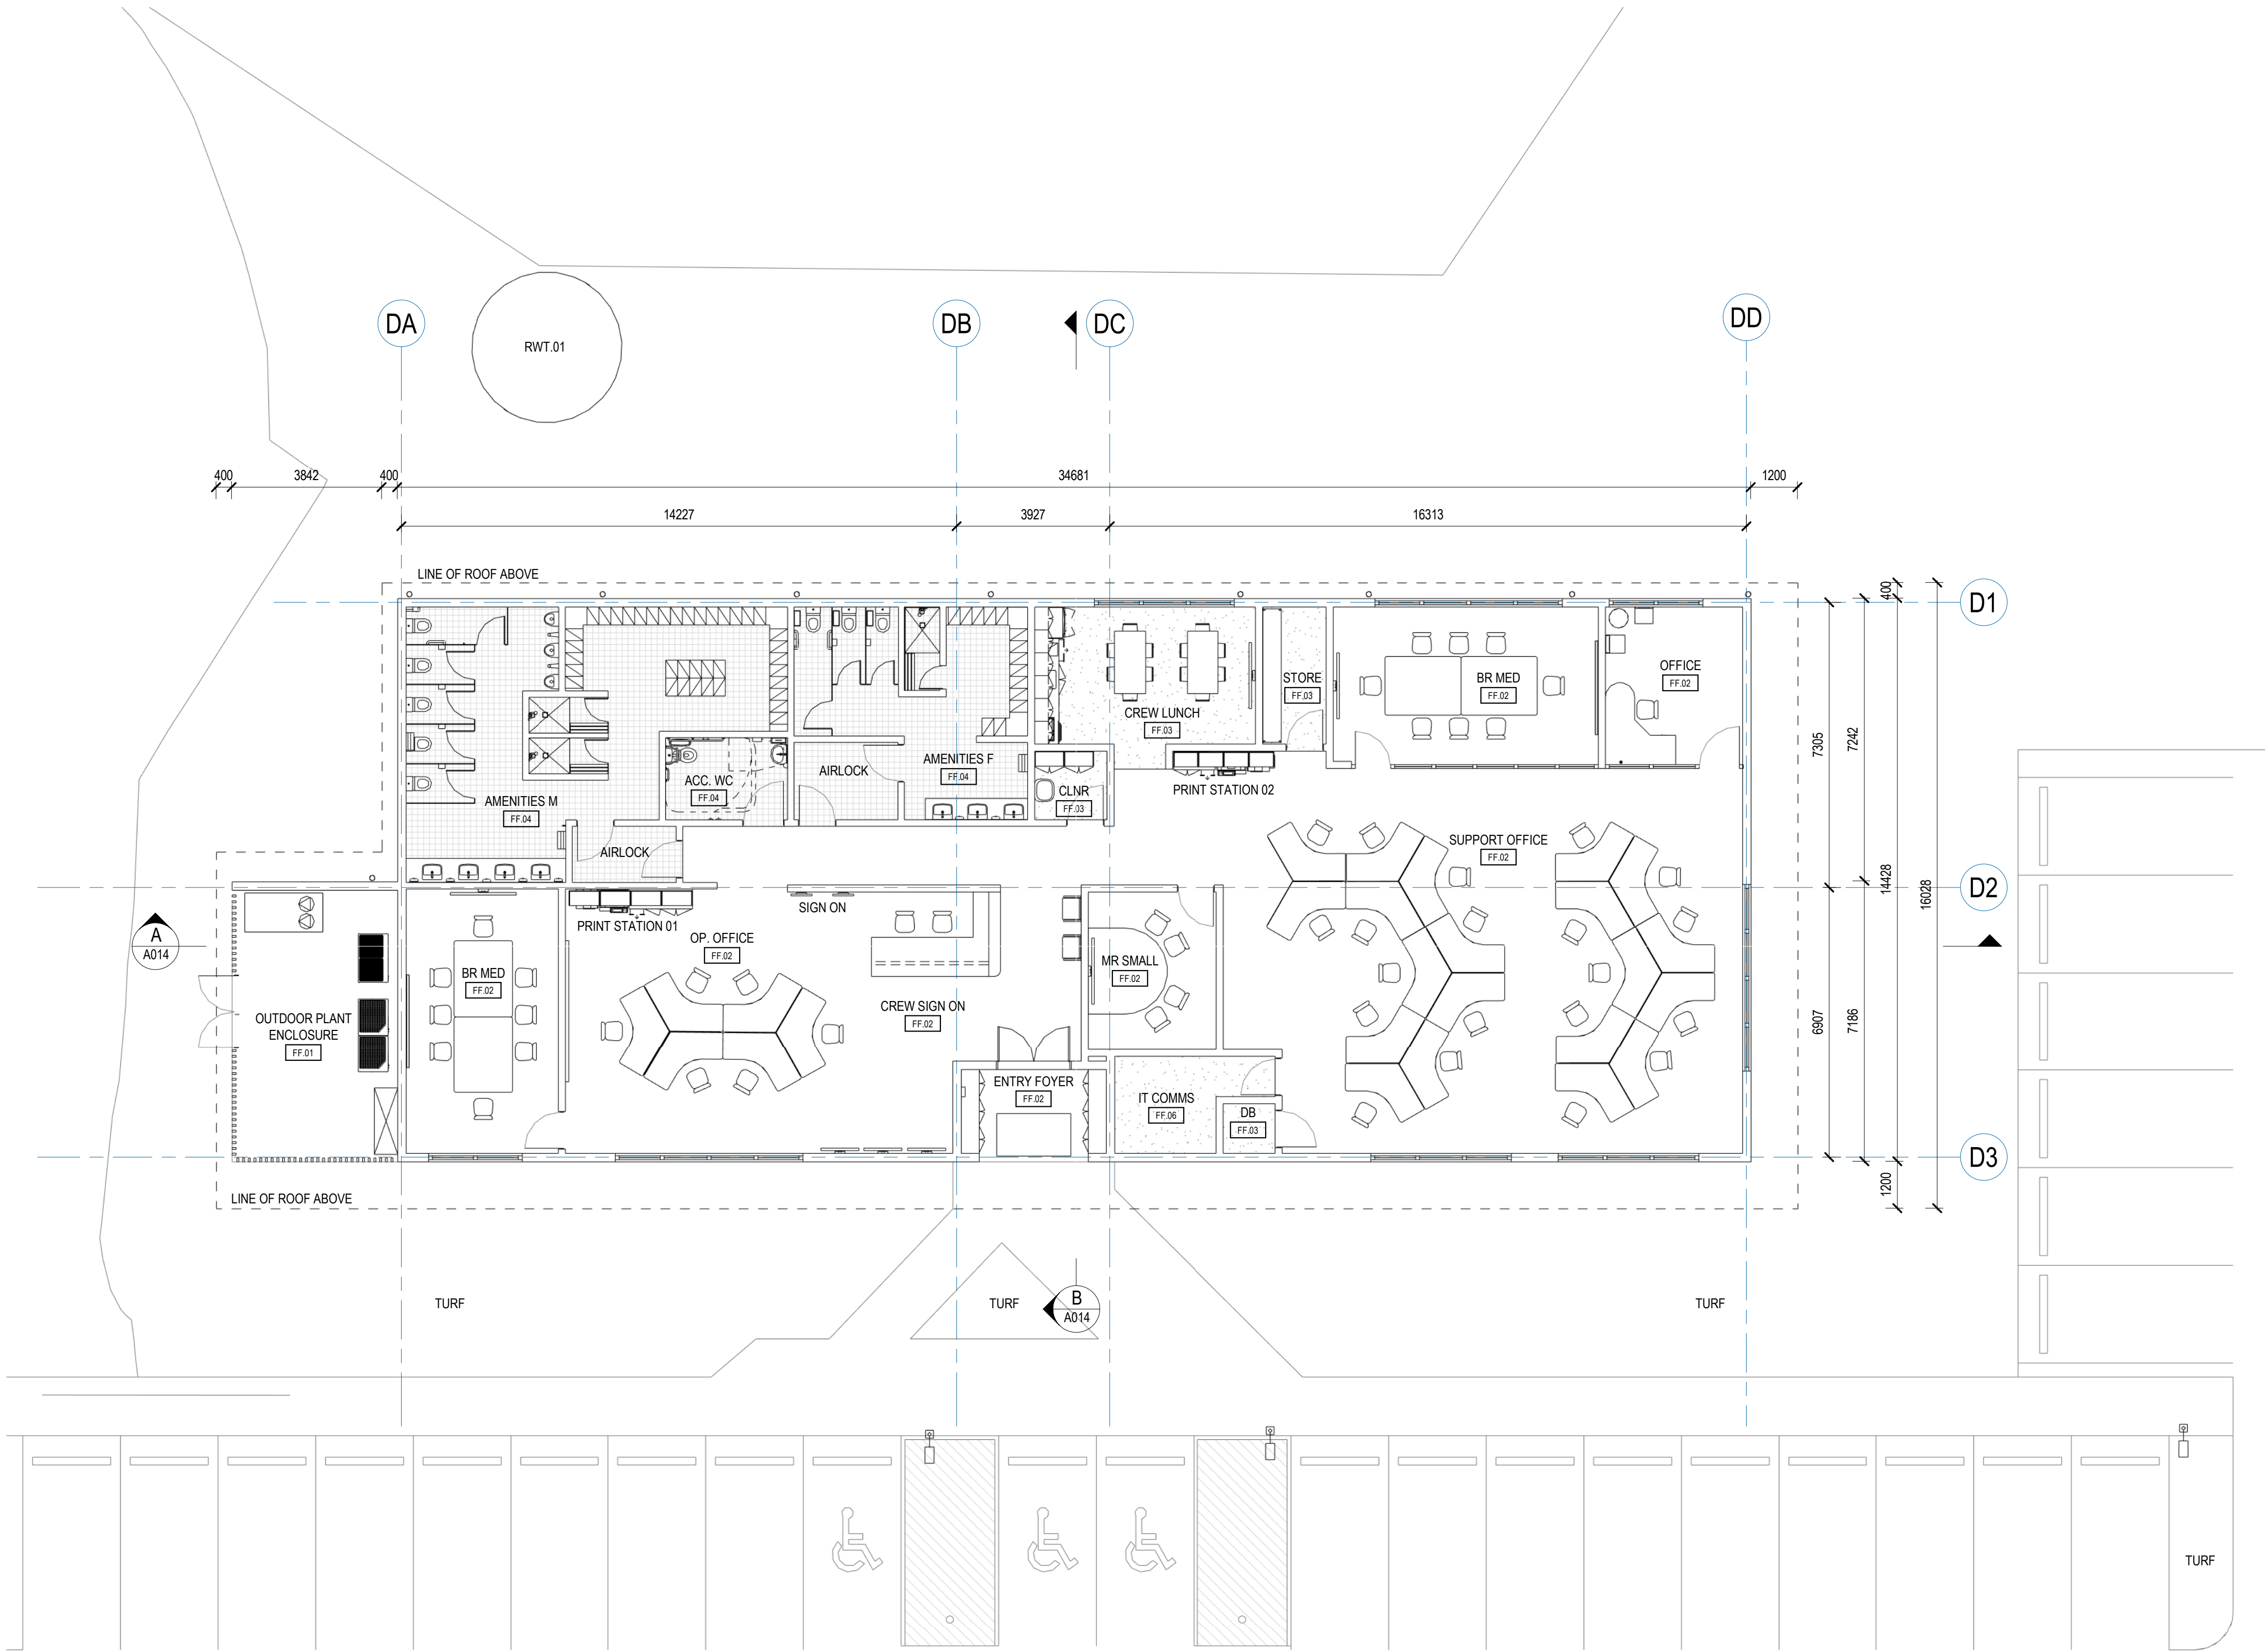 DA
DB
DC
DD
RWT.01
400
3842
400
34681
1200
14227
3927
16313
LINE OF ROOF ABOVE
D1
400
7305
7242
14428
16028
OFFICE
FF.02
BR MED
FF.02
STORE
FF.03
CREW LUNCH
FF.03
AMENITIES F
FF.04
AIRLOCK
ACC. WC
FF.04
CLNR
FF.03
PRINT STATION 02
AMENITIES M
FF.04
AIRLOCK
SUPPORT OFFICE
FF.02
D2
SIGN ON
PRINT STATION 01
OP. OFFICE
FF.02
A
A014
BR MED
FF.02
MR SMALL
FF.02
CREW SIGN ON
FF.02
OUTDOOR PLANT
ENCLOSURE
FF.01
6907
7186
ENTRY FOYER
FF.02
IT COMMS
FF.06
DB
FF.03
D3
1200
LINE OF ROOF ABOVE
TURF
TURF
B
A014
TURF
TURF